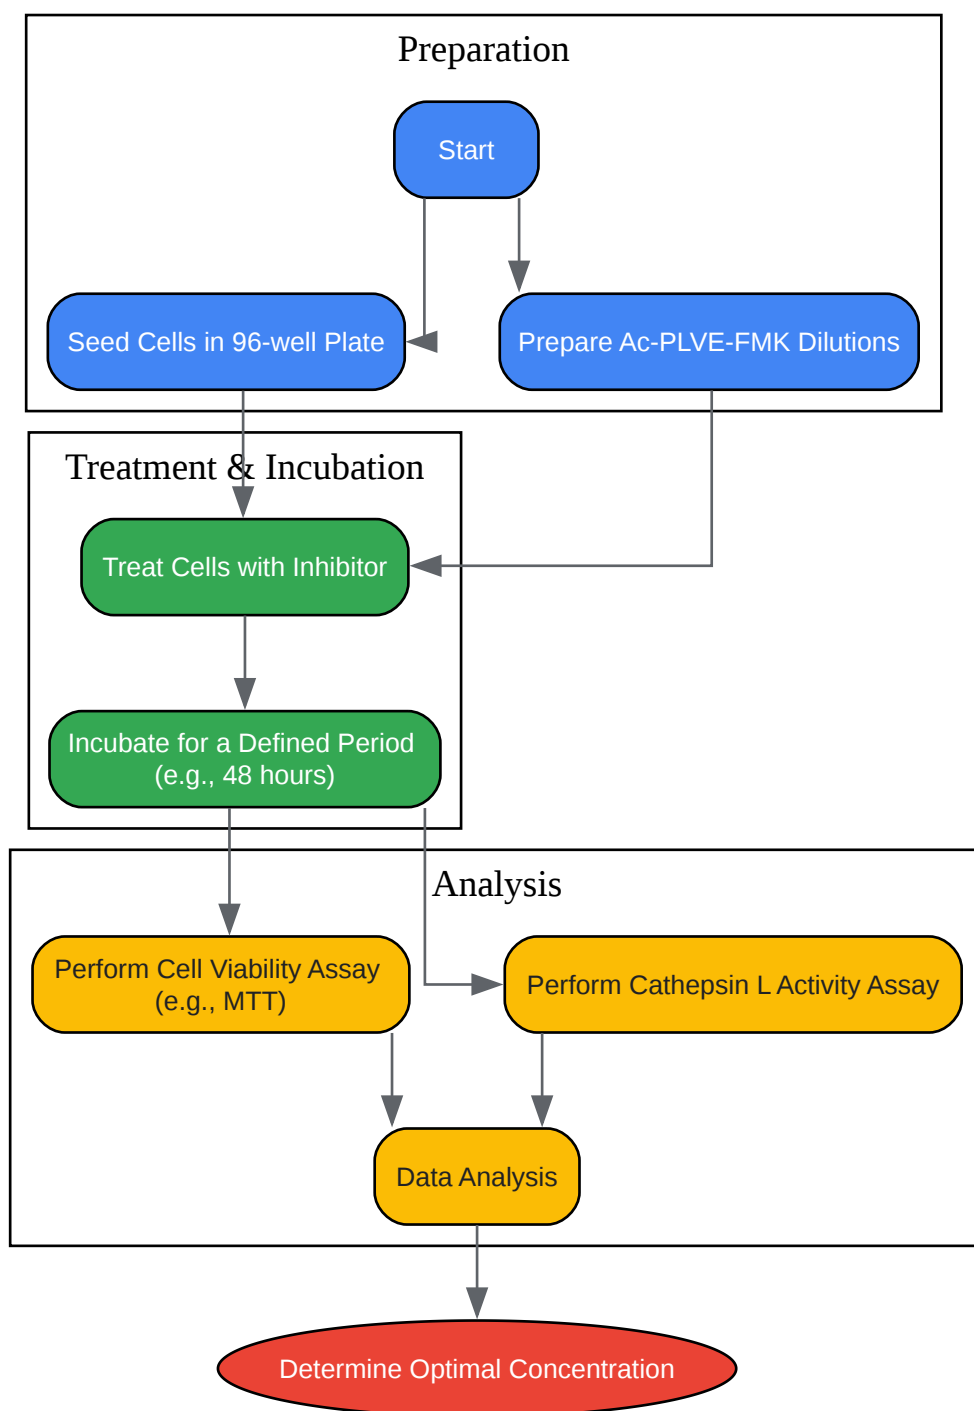 Preparation
Start
Seed Cells in 96-well Plate
Prepare Ac-PLVE-FMK Dilutions
Treatment & Incubation
Treat Cells with Inhibitor
Incubate for a Defined Period
(e.g., 48 hours)
Analysis
Perform Cell Viability Assay
(e.g., MTT)
Perform Cathepsin L Activity Assay
Data Analysis
Determine Optimal Concentration